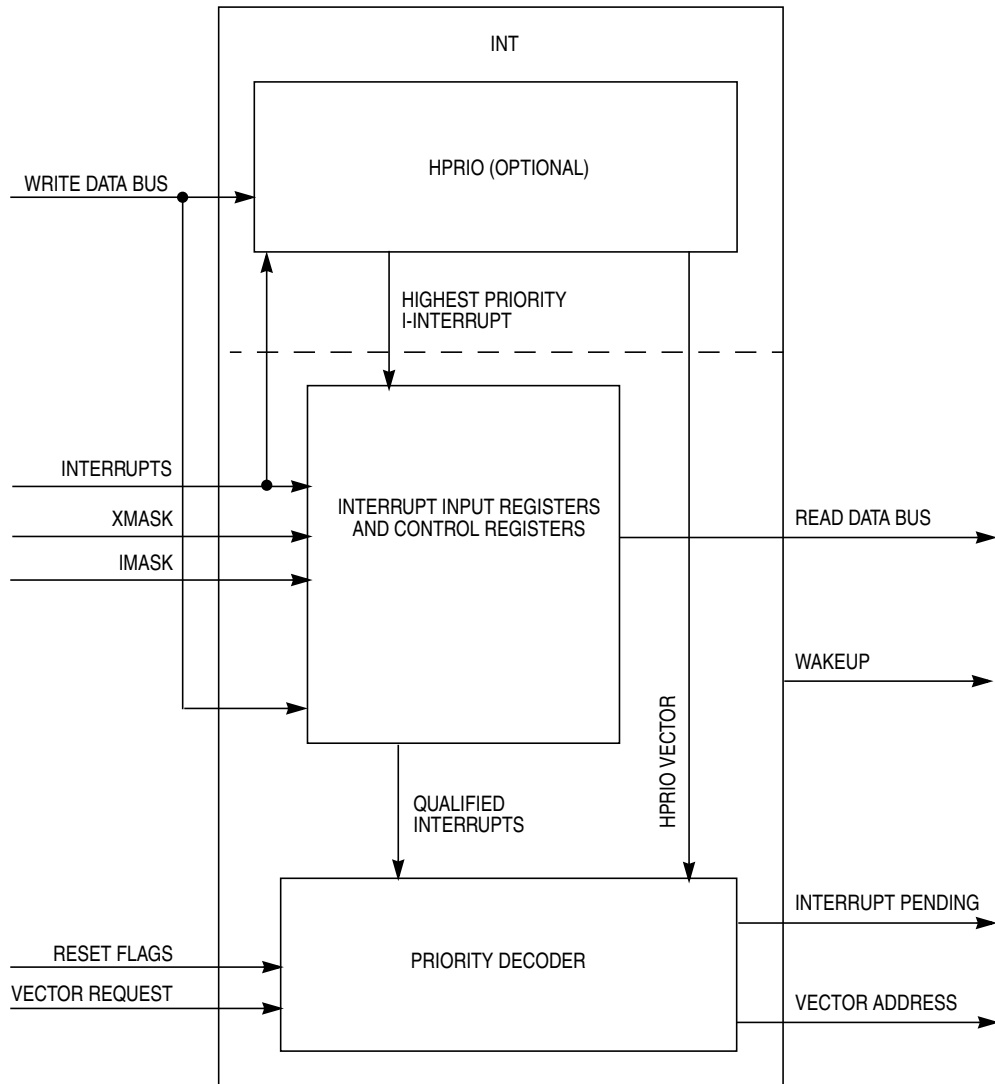 INT
HPRIO (OPTIONAL)
WRITE DATA BUS
HIGHEST PRIORITY
I-INTERRUPT
INTERRUPTS
XMASK
IMASK
INTERRUPT INPUT REGISTERS
AND CONTROL REGISTERS
READ DATA BUS
WAKEUP
HPRIO VECTOR
QUALIFIED
INTERRUPTS
INTERRUPT PENDING
RESET FLAGS
PRIORITY DECODER
VECTOR REQUEST
VECTOR ADDRESS